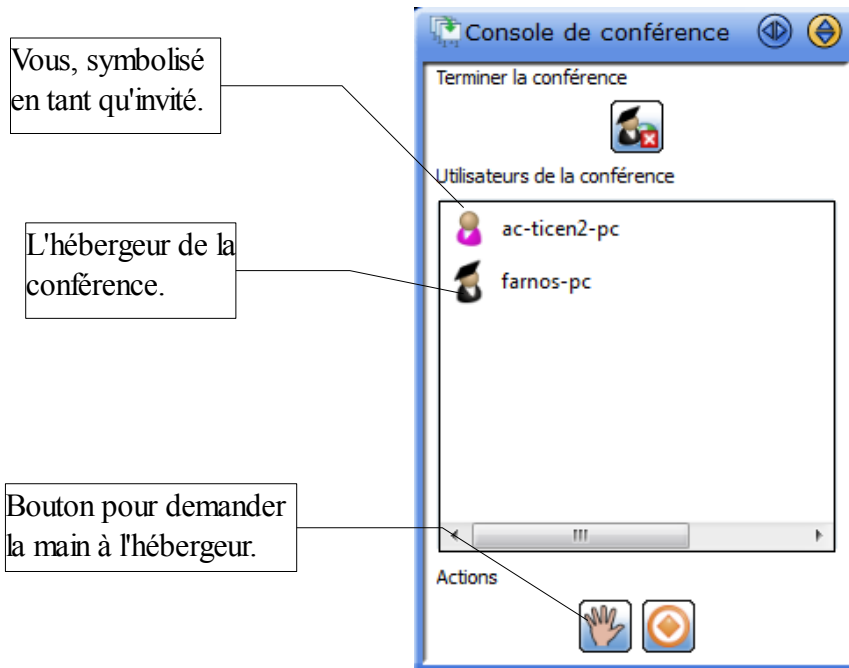 Console de conférence
Vous, symbolisé
en tant qu'invité.
Terminer la conférence
Utilisateurs de la conférence
ac-ticen2-pc
L'hébergeur de la
conférence.
farnos-pc
Bouton pour demander
la main à l'hébergeur.
Actions